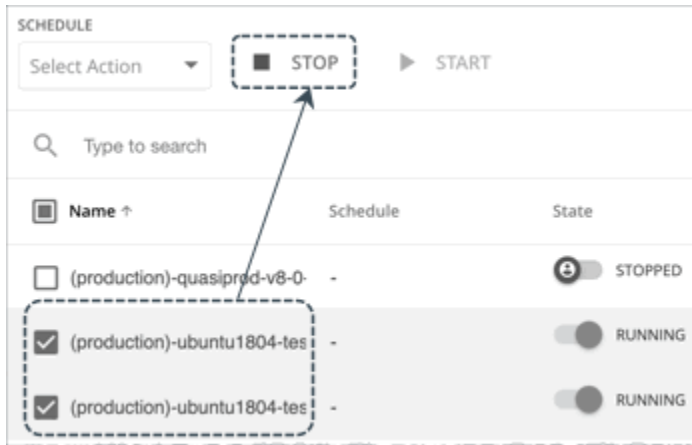 SCHEDULE
Select Action STOP START
Type to search
Name ↑ Schedule State
(production)-quasiprod-v8-0- - STOPPED
(production)-ubuntu1804-tes - RUNNING
(production)-ubuntu1804-tes - RUNNING